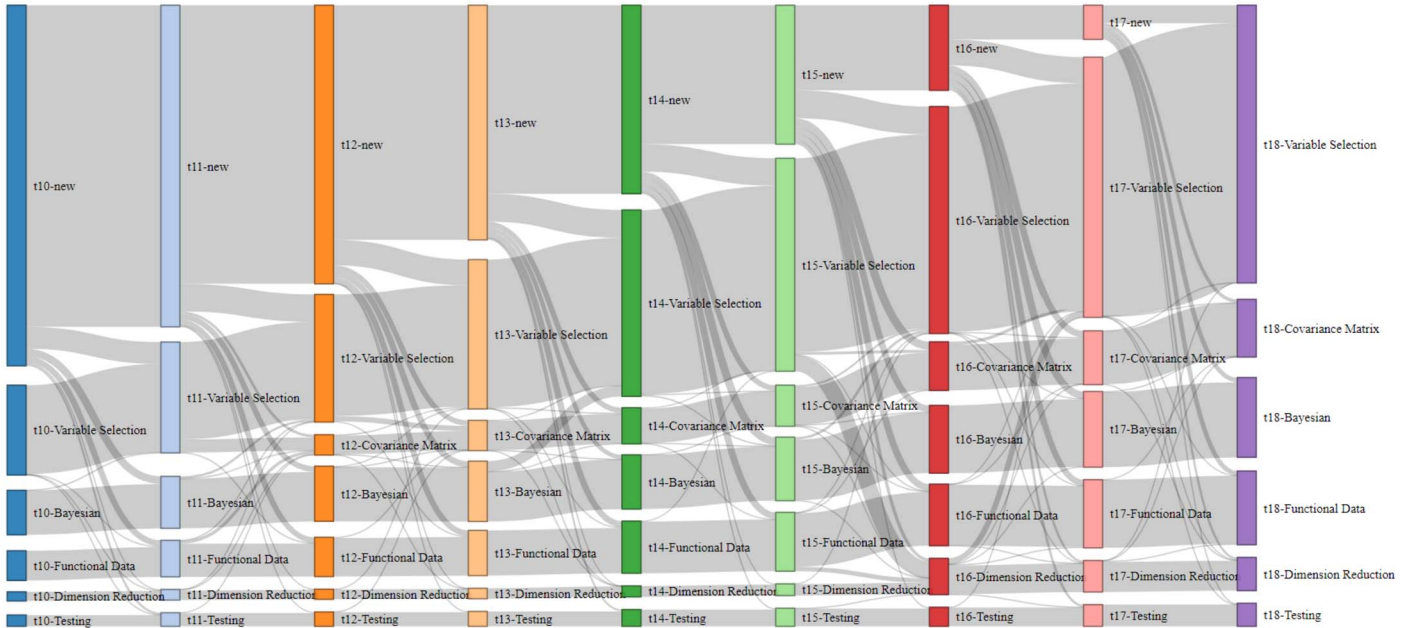 t10-new
t10-Variable Selection
t10-Bayesian
t10-Functional Data
t10-Dimension Reduction
t10-Testing
t11-new
t11-Variable Selection
t11-Bayesian
t11-Functional Data
t11-Dimension Reduction
t11-Testing
t12-new
t12-Variable Selection
t12-Covariance Matrix
t12-Bayesian
t12-Functional Data
t12-Dimension Reduction
t12-Testing
t13-new
t13-Variable Selection
t13-Covariance Matrix
t13-Bayesian
t13-Functional Data
t13-Dimension Reduction
t13-Testing
t14-new
t14-Variable Selection
t14-Covariance Matrix
t14-Bayesian
t14-Functional Data
t14-Dimension Reduction
t14-Testing
t15-new
t15-Variable Selection
t15-Covariance Matrix
t15-Bayesian
t15-Functional Data
t15-Dimension Reduction
t15-Testing
t16-new
t16-Variable Selection
t16-Covariance Matrix
t16-Bayesian
t16-Functional Data
t16-Dimension Reduction
t16-Testing
t17-new
t17-Variable Selection
t17-Covariance Matrix
t17-Bayesian
t17-Functional Data
t17-Dimension Reduction
t17-Testing
t18-Variable Selection
t18-Covariance Matrix
t18-Bayesian
t18-Functional Data
t18-Dimension Reduction
t18-Testing